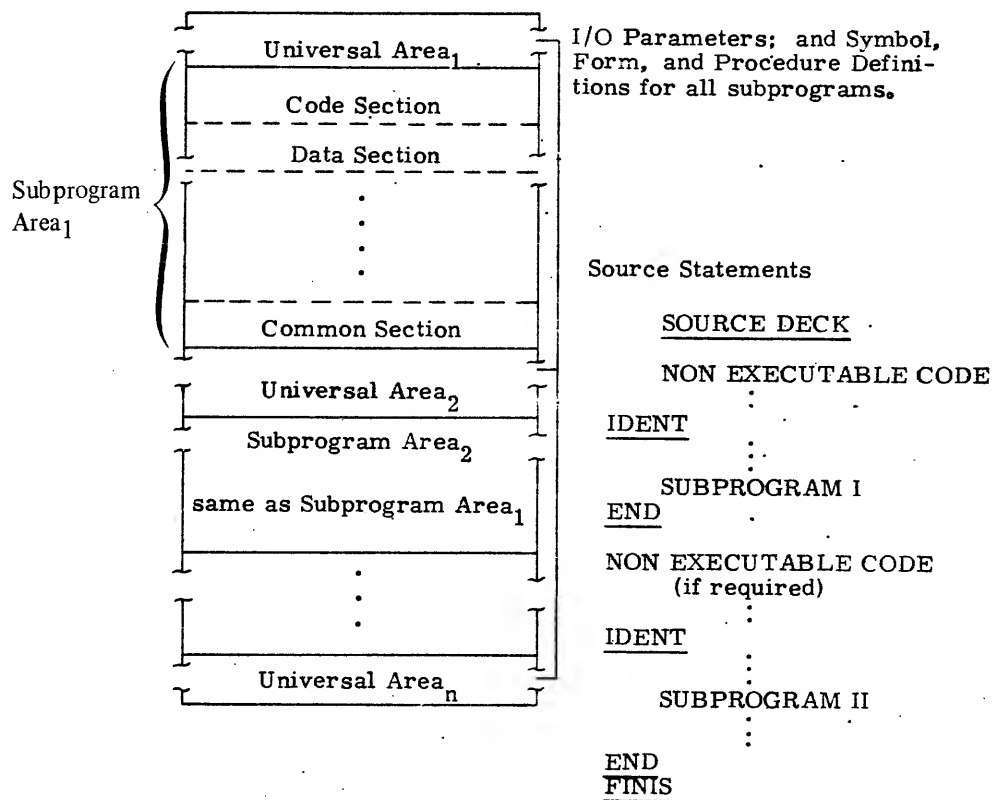 Universal Area1
I/O Parameters; and Symbol,
Form, and Procedure Defini-
tions for all subprograms.
Code Section
Data Section
Subprogram
Area1
Common Section
Universal Area2
Subprogram Area2
same as Subprogram Area1
Universal Arean
Source Statements
SOURCE DECK
NON EXECUTABLE CODE
IDENT
SUBPROGRAM I
END
NON EXECUTABLE CODE
(if required)
IDENT
SUBPROGRAM II
END
FINIS